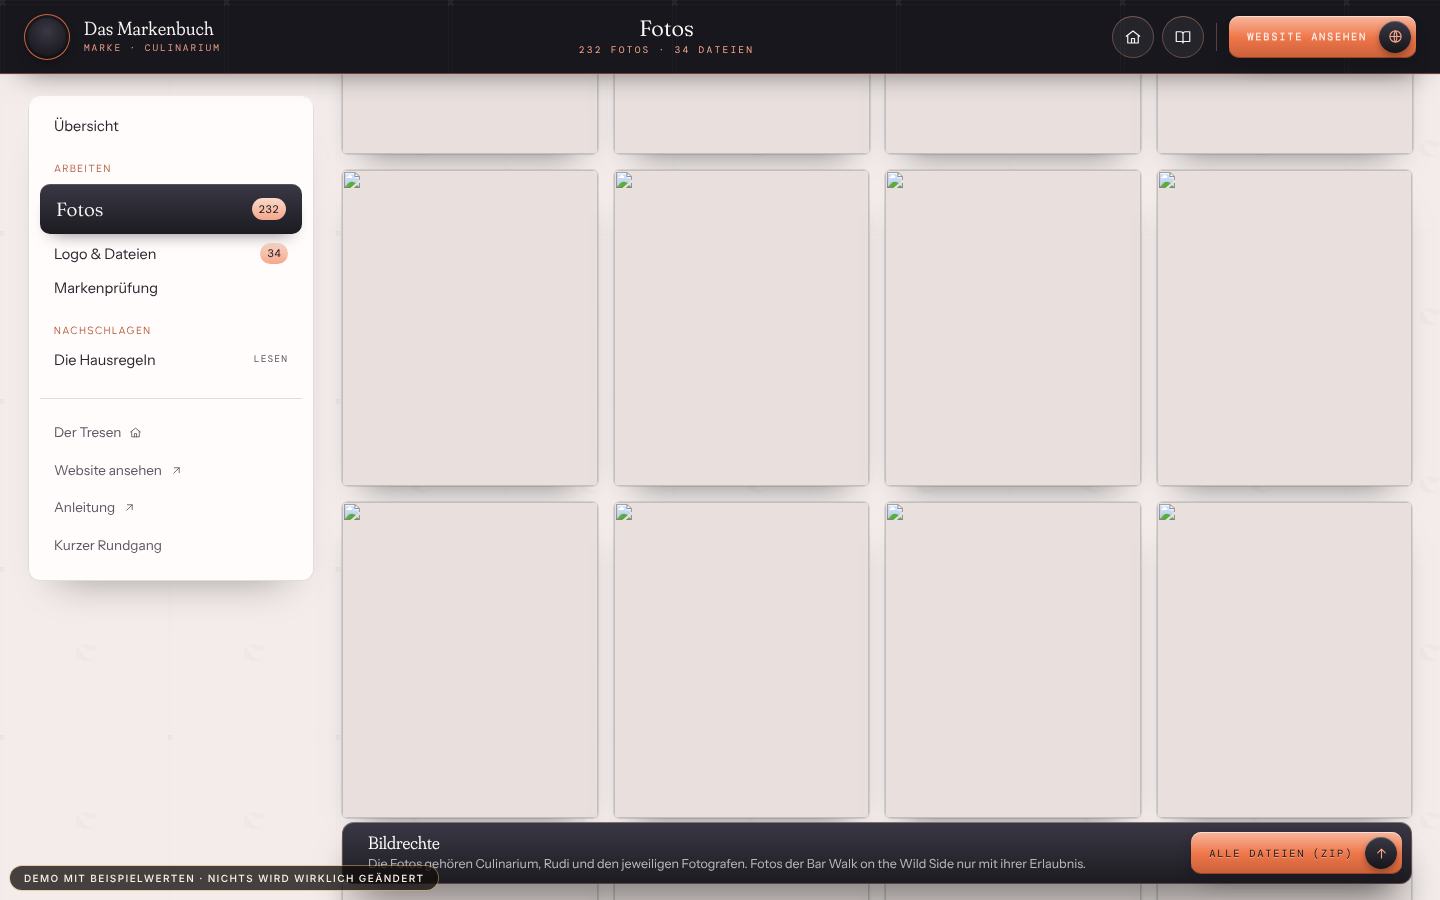 Das Markenbuch
MARKE · CULINARIUM
Fotos
232 FOTOS · 34 DATEIEN
WEBSITE ANSEHEN
Übersicht
ARBEITEN
Fotos
232
Logo & Dateien
34
Markenprüfung
NACHSCHLAGEN
Die Hausregeln
LESEN
Der Tresen
Website ansehen
Anleitung
Kurzer Rundgang
Bildrechte
Die Fotos gehören Culinarium, Rudi und den jeweiligen Fotografen. Fotos der Bar Walk on the Wild Side nur mit ihrer Erlaubnis.
ALLE DATEIEN (ZIP)
DEMO MIT BEISPIELWERTEN · NICHTS WIRD WIRKLICH GEÄNDERT